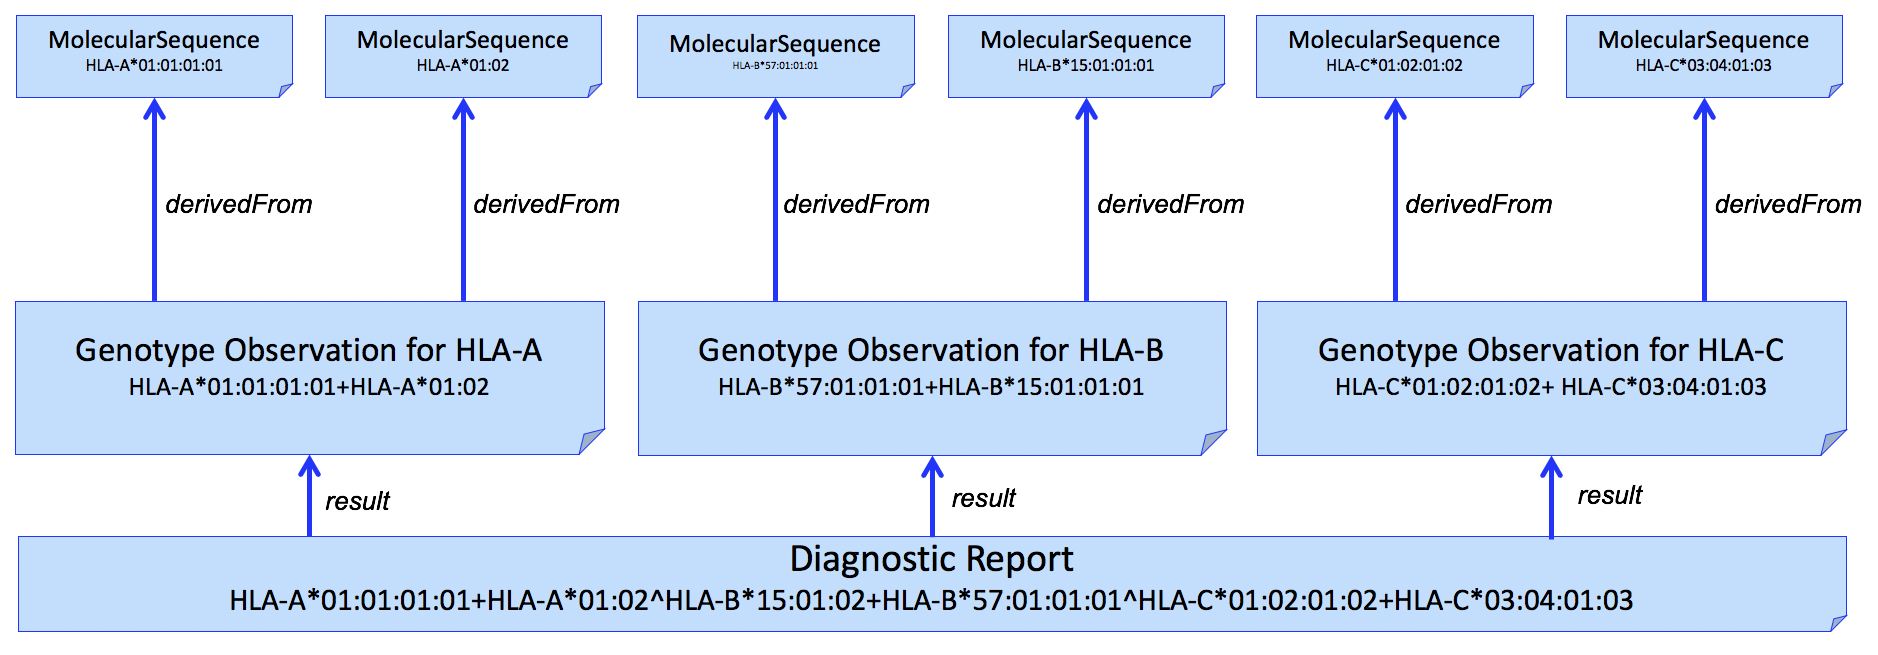 MolecularSequence
HLA-A*01:01:01:01
MolecularSequence
HLA-A*01:02
MolecularSequence
HLA-B*57:01:01:01
MolecularSequence
HLA-B*15:01:01:01
MolecularSequence
HLA-C*01:02:01:02
MolecularSequence
HLA-C*03:04:01:03
derivedFrom
derivedFrom
derivedFrom
derivedFrom
derivedFrom
derivedFrom
Genotype Observation for HLA-A
HLA-A*01:01:01:01+HLA-A*01:02
Genotype Observation for HLA-B
HLA-B*57:01:01:01+HLA-B*15:01:01:01
Genotype Observation for HLA-C
HLA-C*01:02:01:02+ HLA-C*03:04:01:03
result
result
result
Diagnostic Report
HLA-A*01:01:01:01+HLA-A*01:02^HLA-B*15:01:02+HLA-B*57:01:01:01^HLA-C*01:02:01:02+HLA-C*03:04:01:03